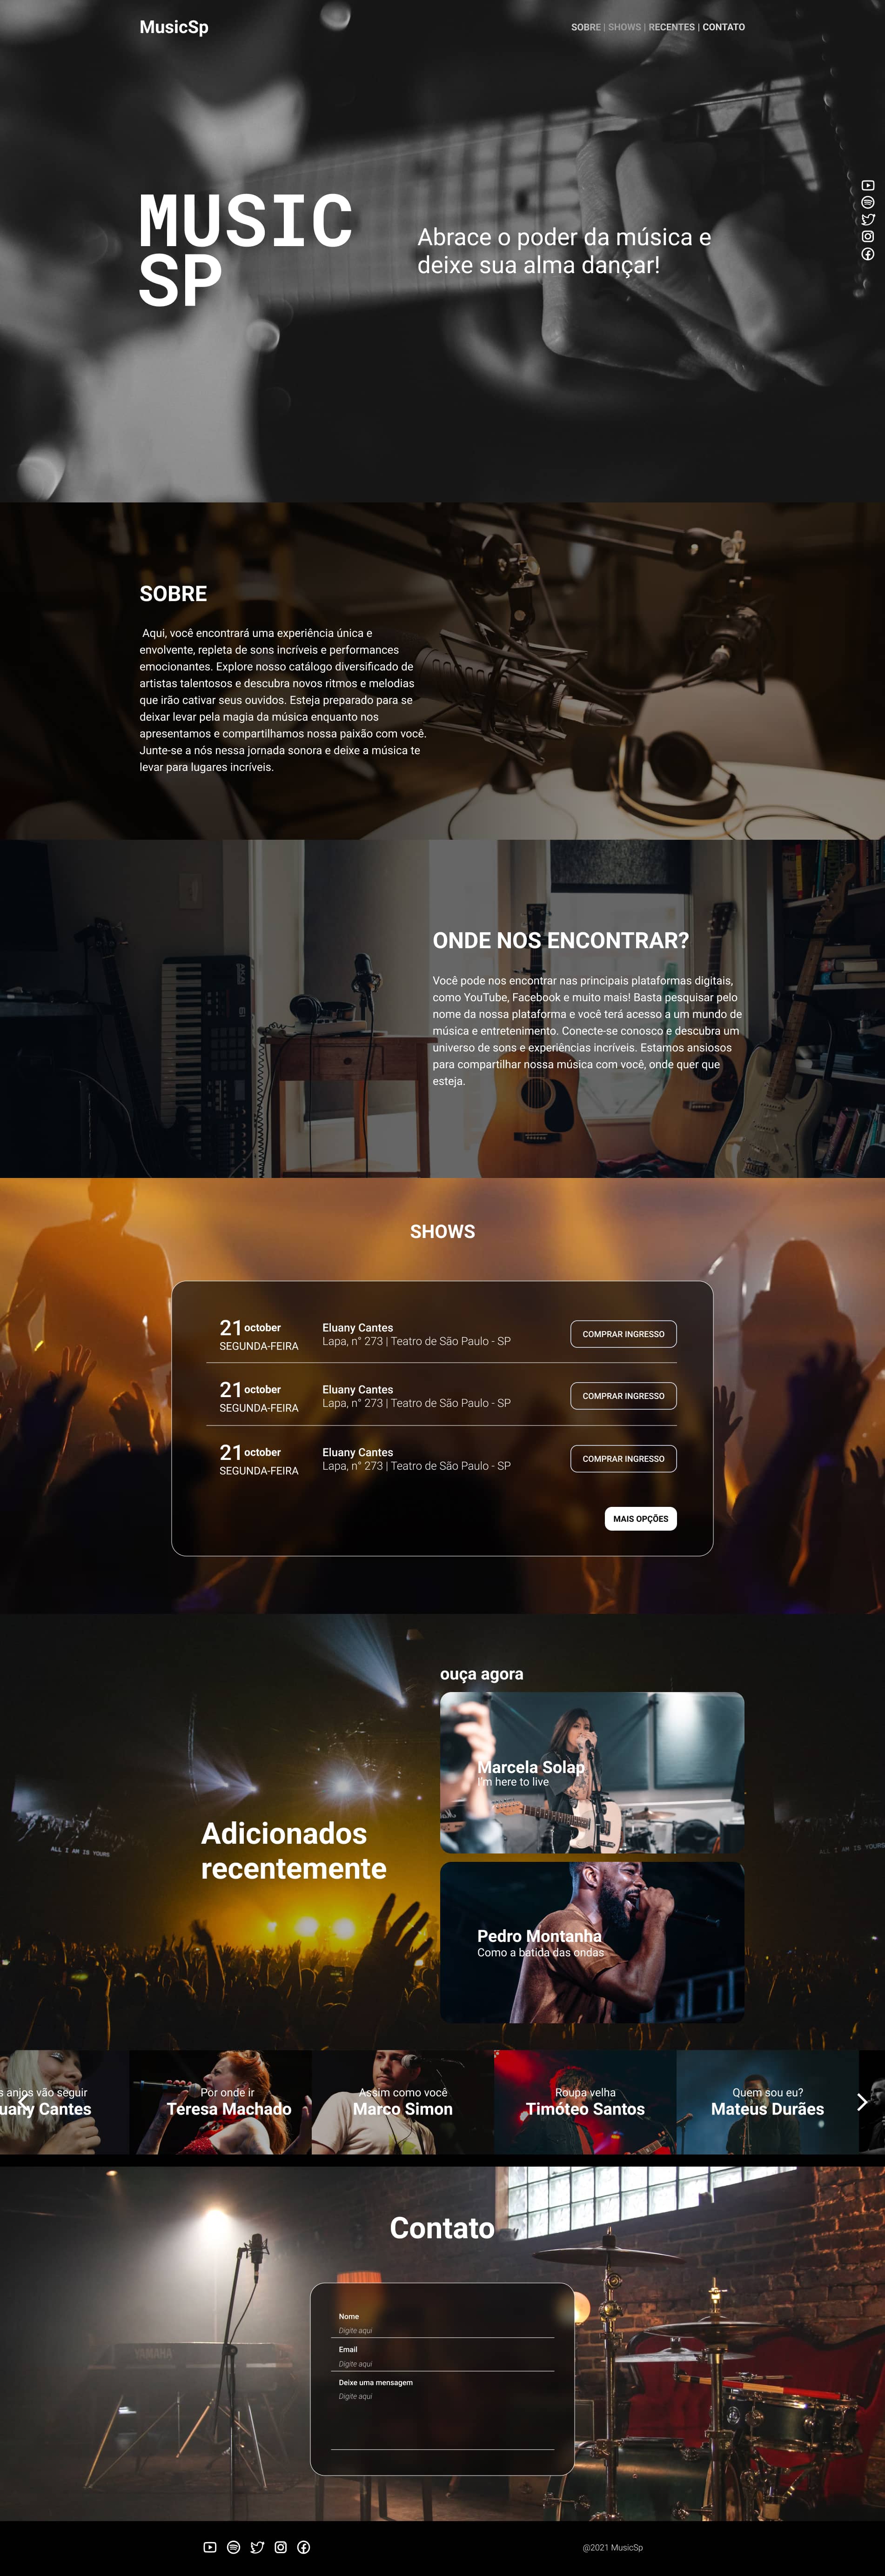 MusicSp
SOBRE | SHOWS | RECENTES | CONTATO
MUSIC
SP
Abrace o poder da música e
deixe sua alma dançar!
SOBRE
Aqui, você encontrará uma experiência única e
envolvente, repleta de sons incríveis e performances
emocionantes. Explore nosso catálogo diversificado de
artistas talentosos e descubra novos ritmos e melodias
que irão cativar seus ouvidos. Esteja preparado para se
deixar levar pela magia da música enquanto nos
apresentamos e compartilhamos nossa paixão com você.
Junte-se a nós nessa jornada sonora e deixe a música te
levar para lugares incríveis.
ONDE NOS ENCONTRAR?
Você pode nos encontrar nas principais plataformas digitais,
como YouTube, Facebook e muito mais! Basta pesquisar pelo
nome da nossa plataforma e você terá acesso a um mundo de
música e entretenimento. Conecte-se conosco e descubra um
universo de sons e experiências incríveis. Estamos ansiosos
para compartilhar nossa música com você, onde quer que
esteja.
SHOWS
21 october
SEGUNDA-FEIRA
Eluany Cantes
Lapa, n° 273 | Teatro de São Paulo - SP
COMPRAR INGRESSO
21 october
SEGUNDA-FEIRA
Eluany Cantes
Lapa, n° 273 | Teatro de São Paulo - SP
COMPRAR INGRESSO
21 october
SEGUNDA-FEIRA
Eluany Cantes
Lapa, n° 273 | Teatro de São Paulo - SP
COMPRAR INGRESSO
MAIS OPÇÕES
ouça agora
Marcela Solap
I'm here to live
Adicionados
recentemente
ALL I AM IS YOURS
ALL I AM IS YOURS
Pedro Montanha
Como a batida das ondas
s anjos vão seguir
uany Cantes
Por onde ir
Teresa Machado
Assim como você
Marco Simon
Roupa velha
Timóteo Santos
Quem sou eu?
Mateus Durães
Contato
YAMAHA
Nome
Digite aqui
Email
Digite aqui
Deixe uma mensagem
Digite aqui
@2021 MusicSp